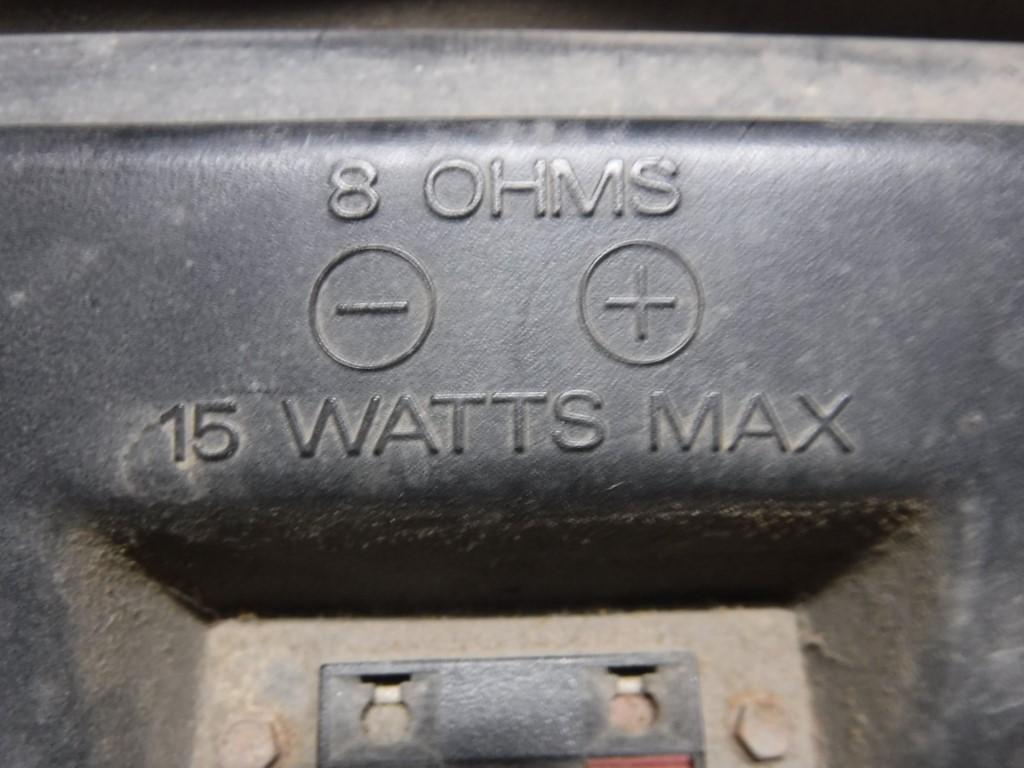 8 OHMS
- +
15 WATTS MAX